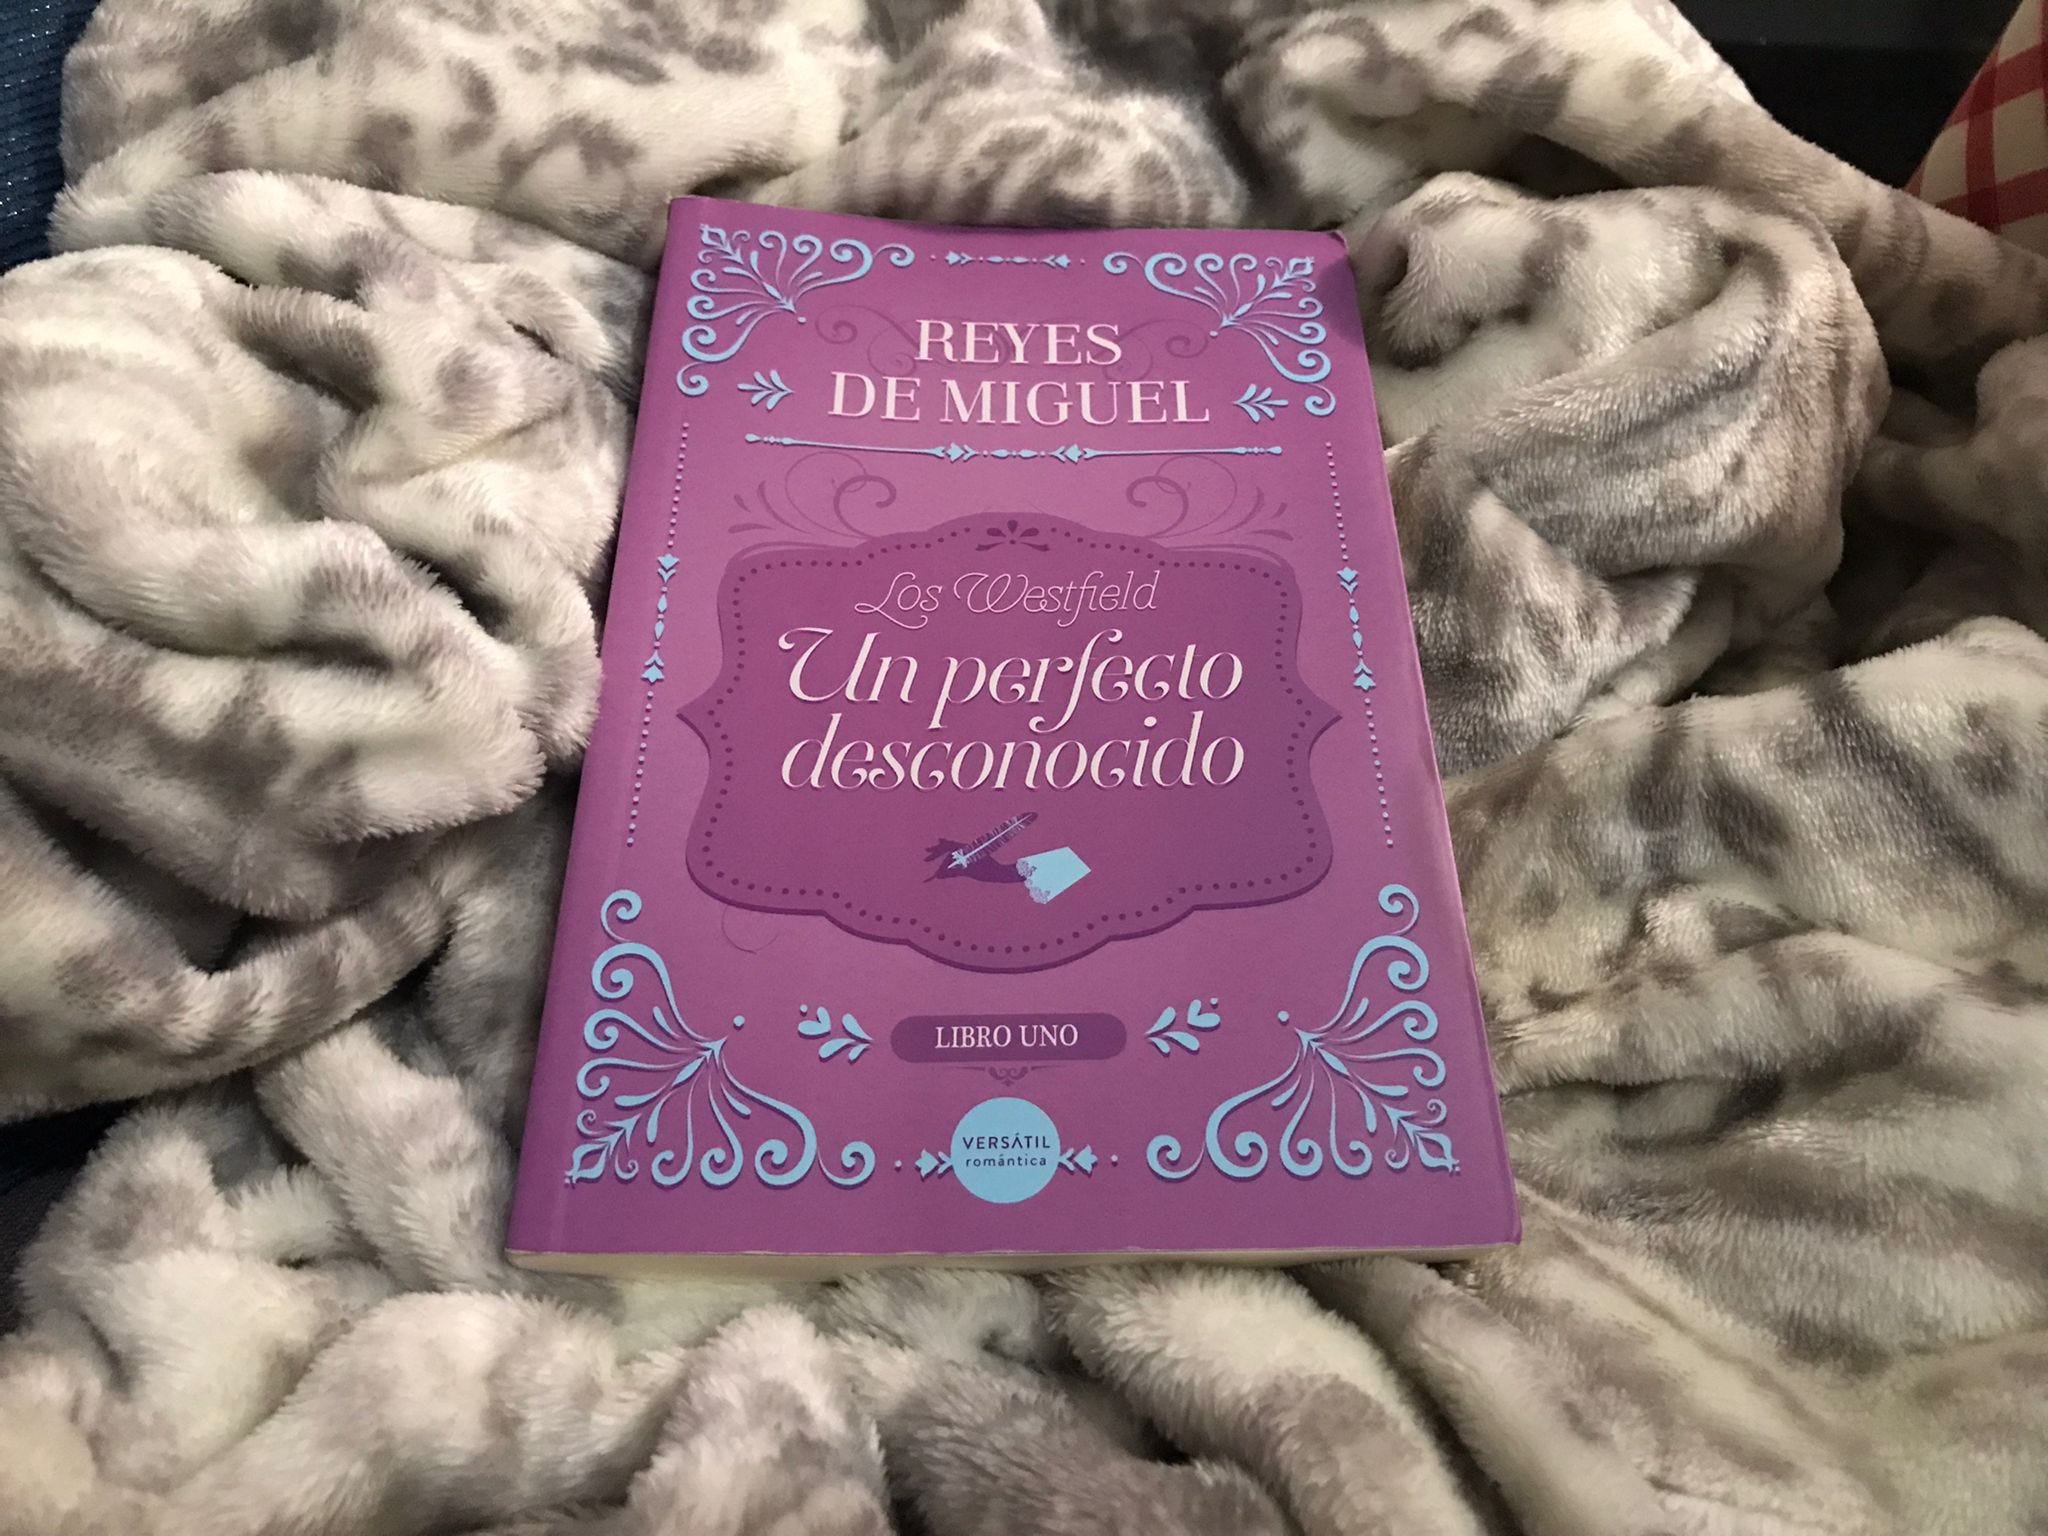 REYES
DE MIGUEL
Los Westfield
Un perfecto
desconocido
LIBRO UNO
VERSÁTIL
romántica